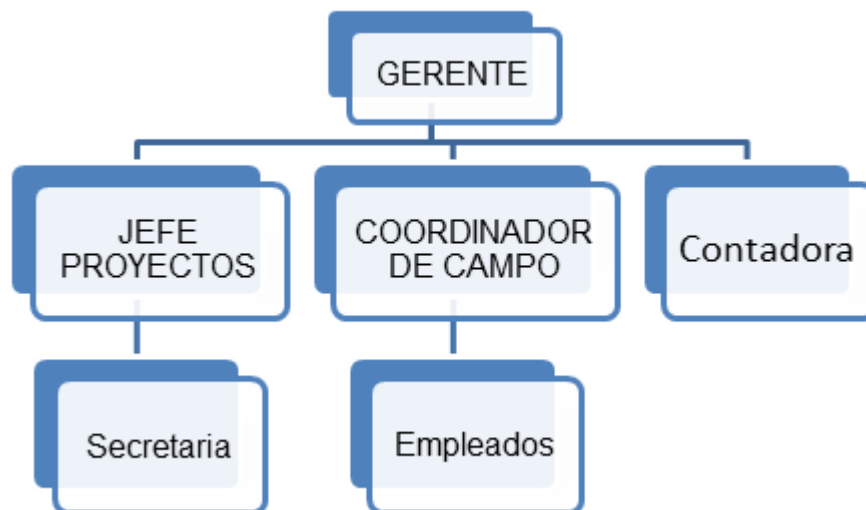 GERENTE
JEFE
PROYECTOS
COORDINADOR
DE CAMPO
Contadora
Secretaria
Empleados